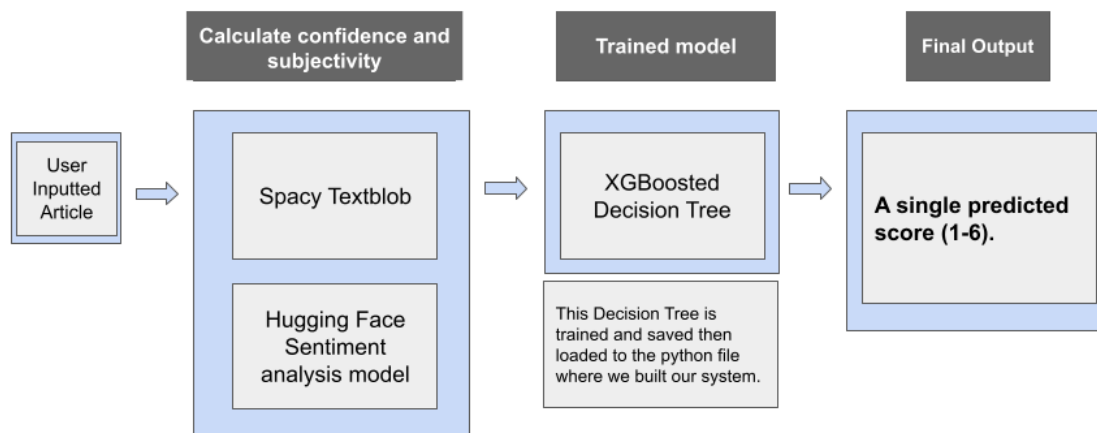 Calculate confidence and
subjectivity
Trained model
Final Output
User
Inputted
Article
Spacy Textblob
Hugging Face
Sentiment
analysis model
XGBoosted
Decision Tree
This Decision Tree is
trained and saved then
loaded to the python file
where we built our system.
A single predicted
score (1-6).